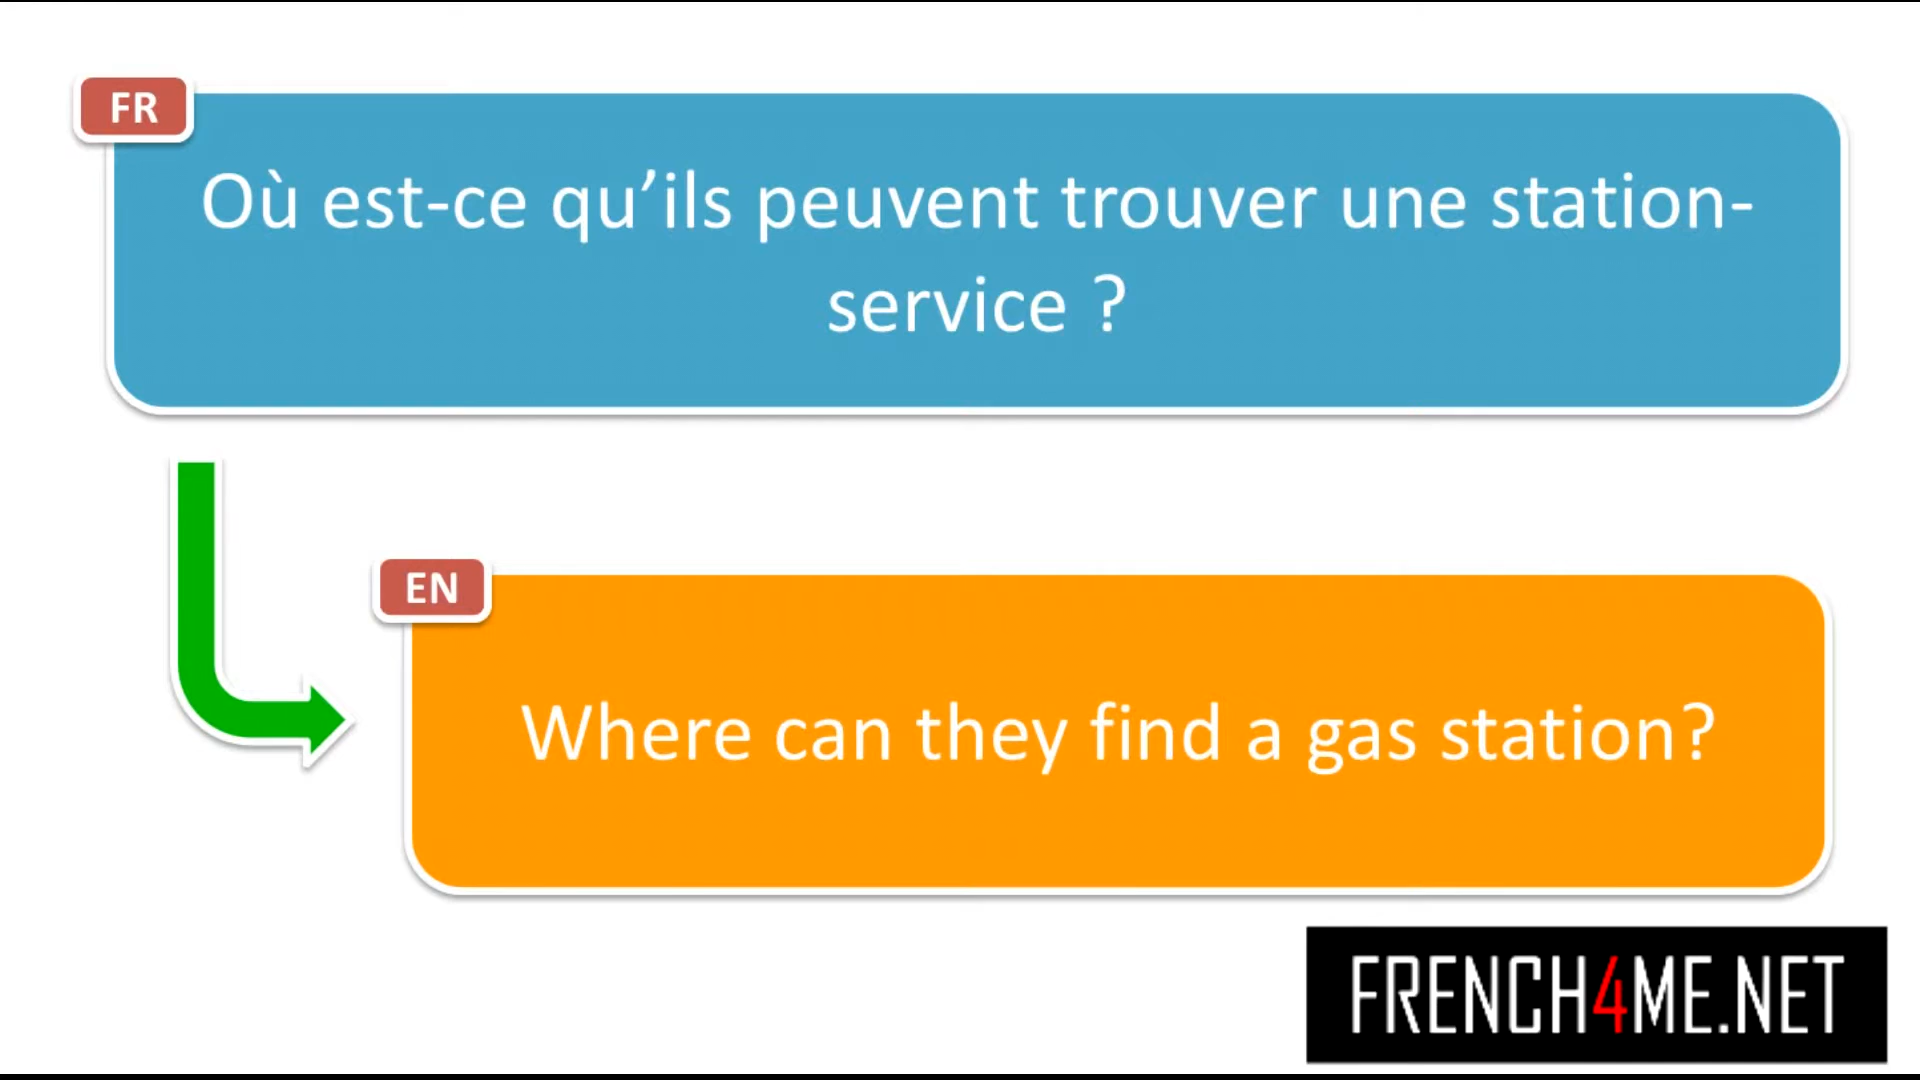 FR
Où est-ce qu’ils peuvent trouver une station-
service ?
EN
Where can they find a gas station?
FRENCH4ME.NET